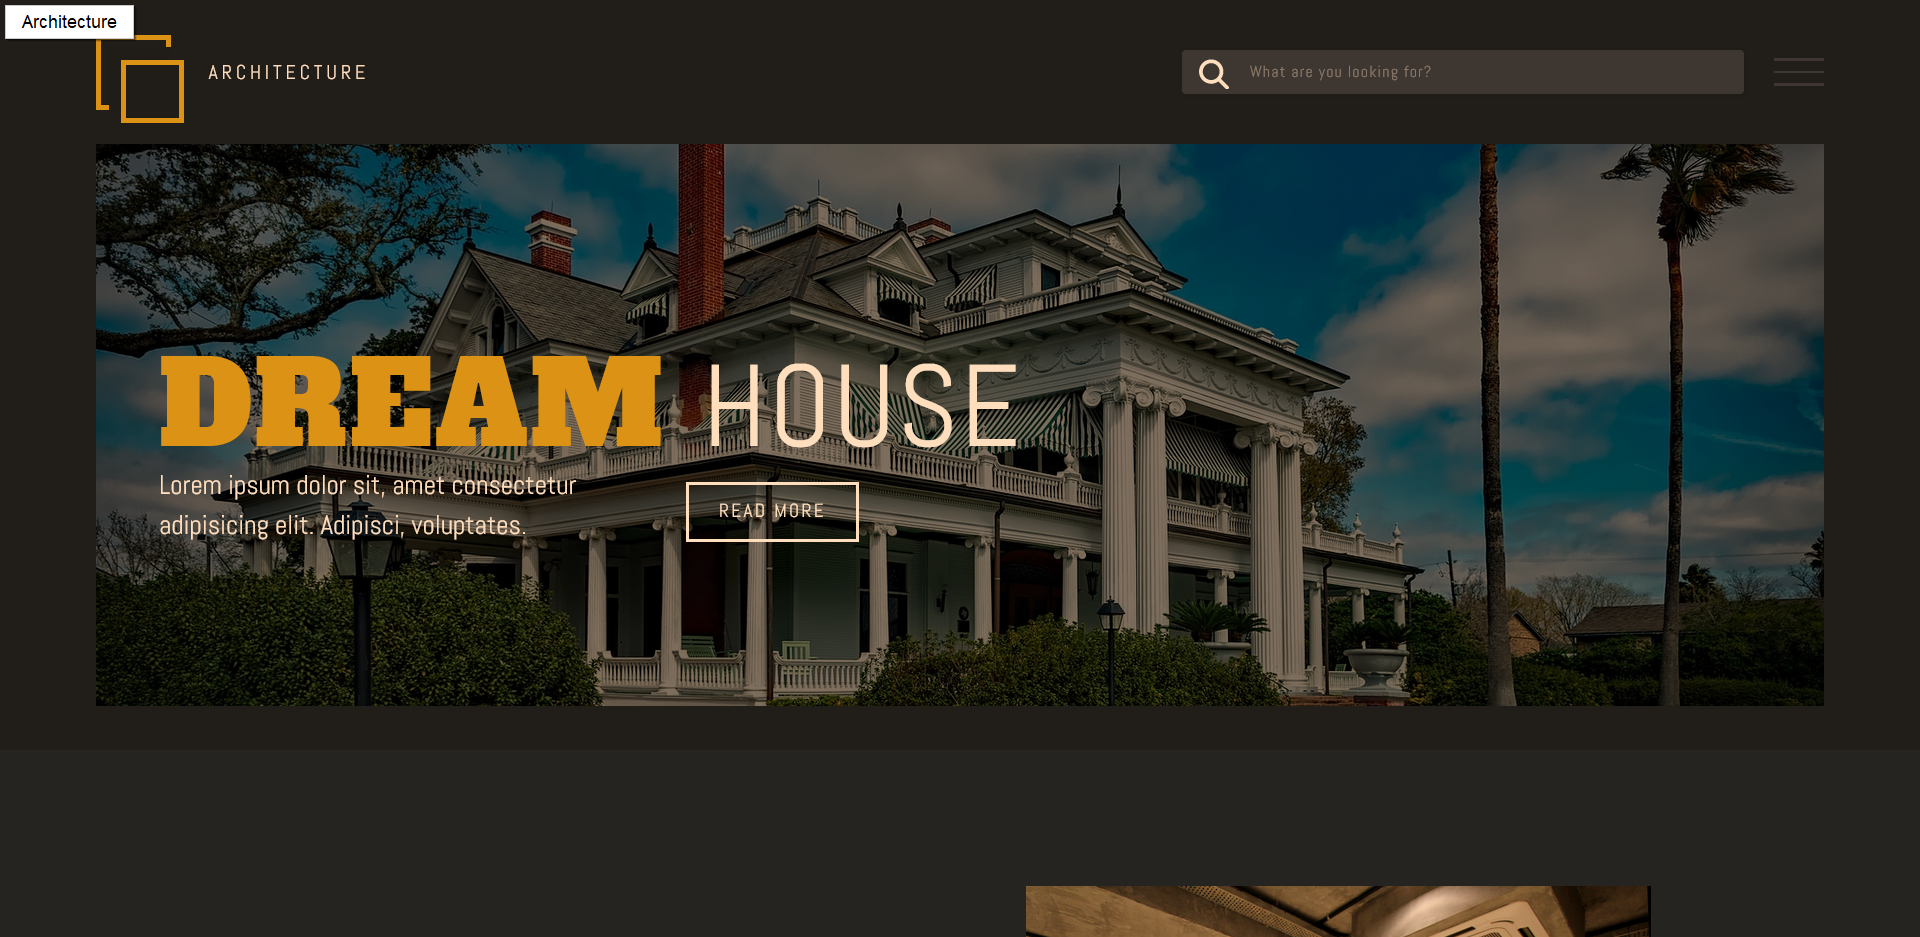 Architecture
ARCHITECTURE
What are you looking for?
DREAM HOUSE
Lorem ipsum dolor sit, amet consectetur
adipisicing elit. Adipisci, voluptates.
READ MORE